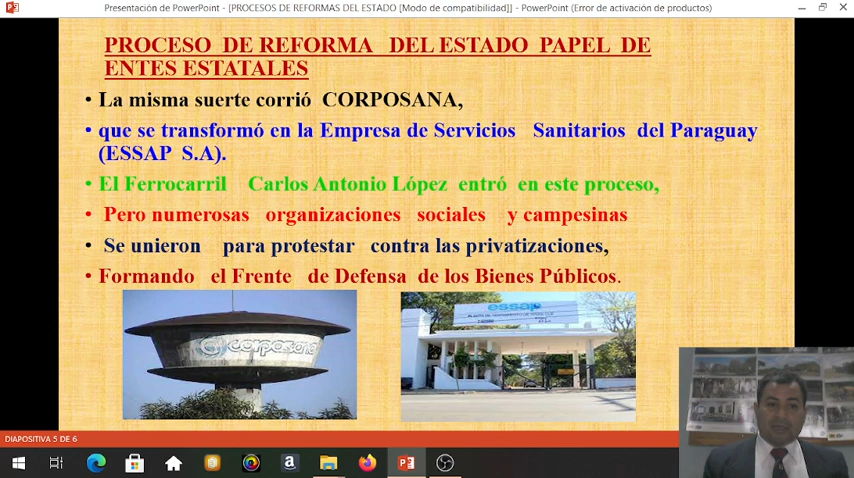 Presentación de PowerPoint - [PROCESOS DE REFORMAS DEL ESTADO [Modo de compatibilidad]] - PowerPoint (Error de activación de productos)
PROCESO DE REFORMA DEL ESTADO PAPEL DE
ENTES ESTATALES
• La misma suerte corrió CORPOSANA,
• que se transformó en la Empresa de Servicios Sanitarios del Paraguay
(ESSAP S.A).
• El Ferrocarril Carlos Antonio López entró en este proceso,
• Pero numerosas organizaciones sociales y campesinas
• Se unieron para protestar contra las privatizaciones,
• Formando el Frente de Defensa de los Bienes Públicos.
corposana
essap
DIAPOSITIVA 5 DE 6